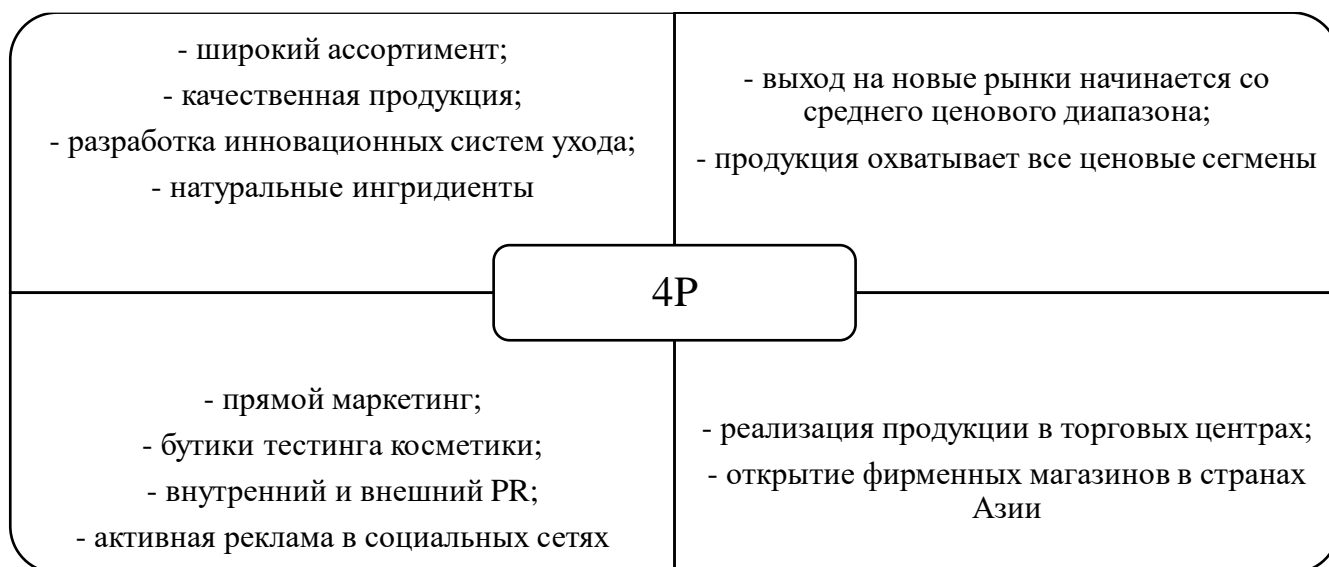 - широкий ассортимент;
- качественная продукция;
- разработка инновационных систем ухода;
- натуральные ингридиенты
- выход на новые рынки начинается со
среднего ценового диапазона;
- продукция охватывает все ценовые сегмены
4P
- прямой маркетинг;
- бутики тестинга косметики;
- внутренний и внешний PR;
- активная реклама в социальных сетях
- реализация продукции в торговых центрах;
- открытие фирменных магазинов в странах
Азии